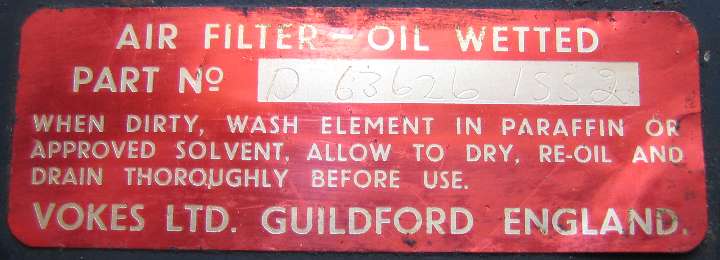 AIR FILTER - OIL WETTED
PART Nº D 63626 ISS2
WHEN DIRTY, WASH ELEMENT IN PARAFFIN OR
APPROVED SOLVENT, ALLOW TO DRY, RE-OIL AND
DRAIN THOROUGHLY BEFORE USE.
VOKES LTD. GUILDFORD ENGLAND.